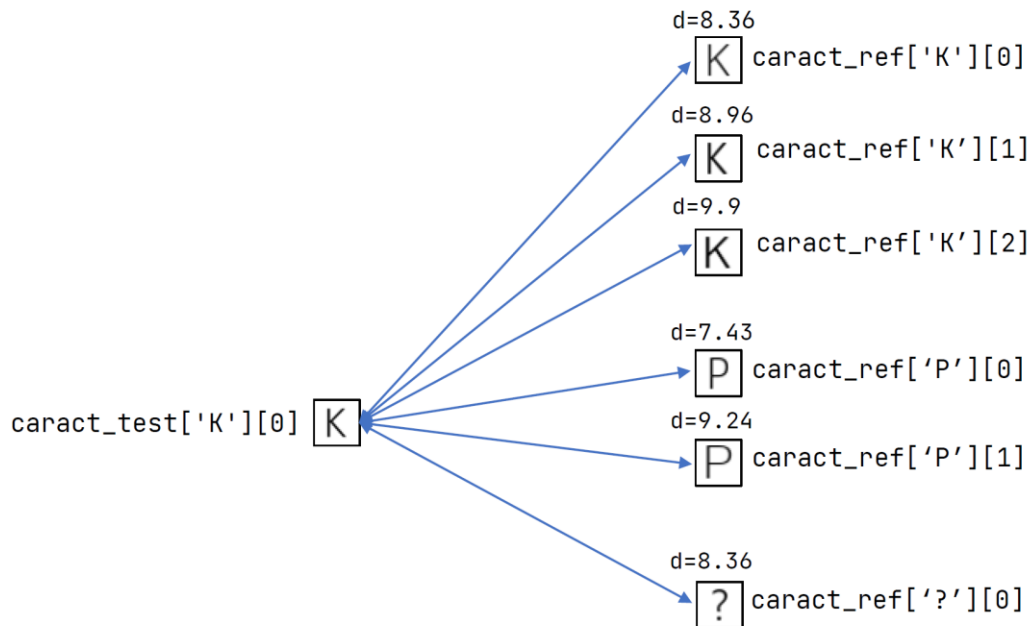 d=8.36
K caract_ref['K'][0]
d=8.96
K caract_ref['K’][1]
d=9.9
K caract_ref['K’][2]
d=7.43
P caract_ref[‘P’][0]
caract_test['K'][0] K
d=9.24
P caract_ref[‘P’][1]
d=8.36
? caract_ref[‘?’][0]